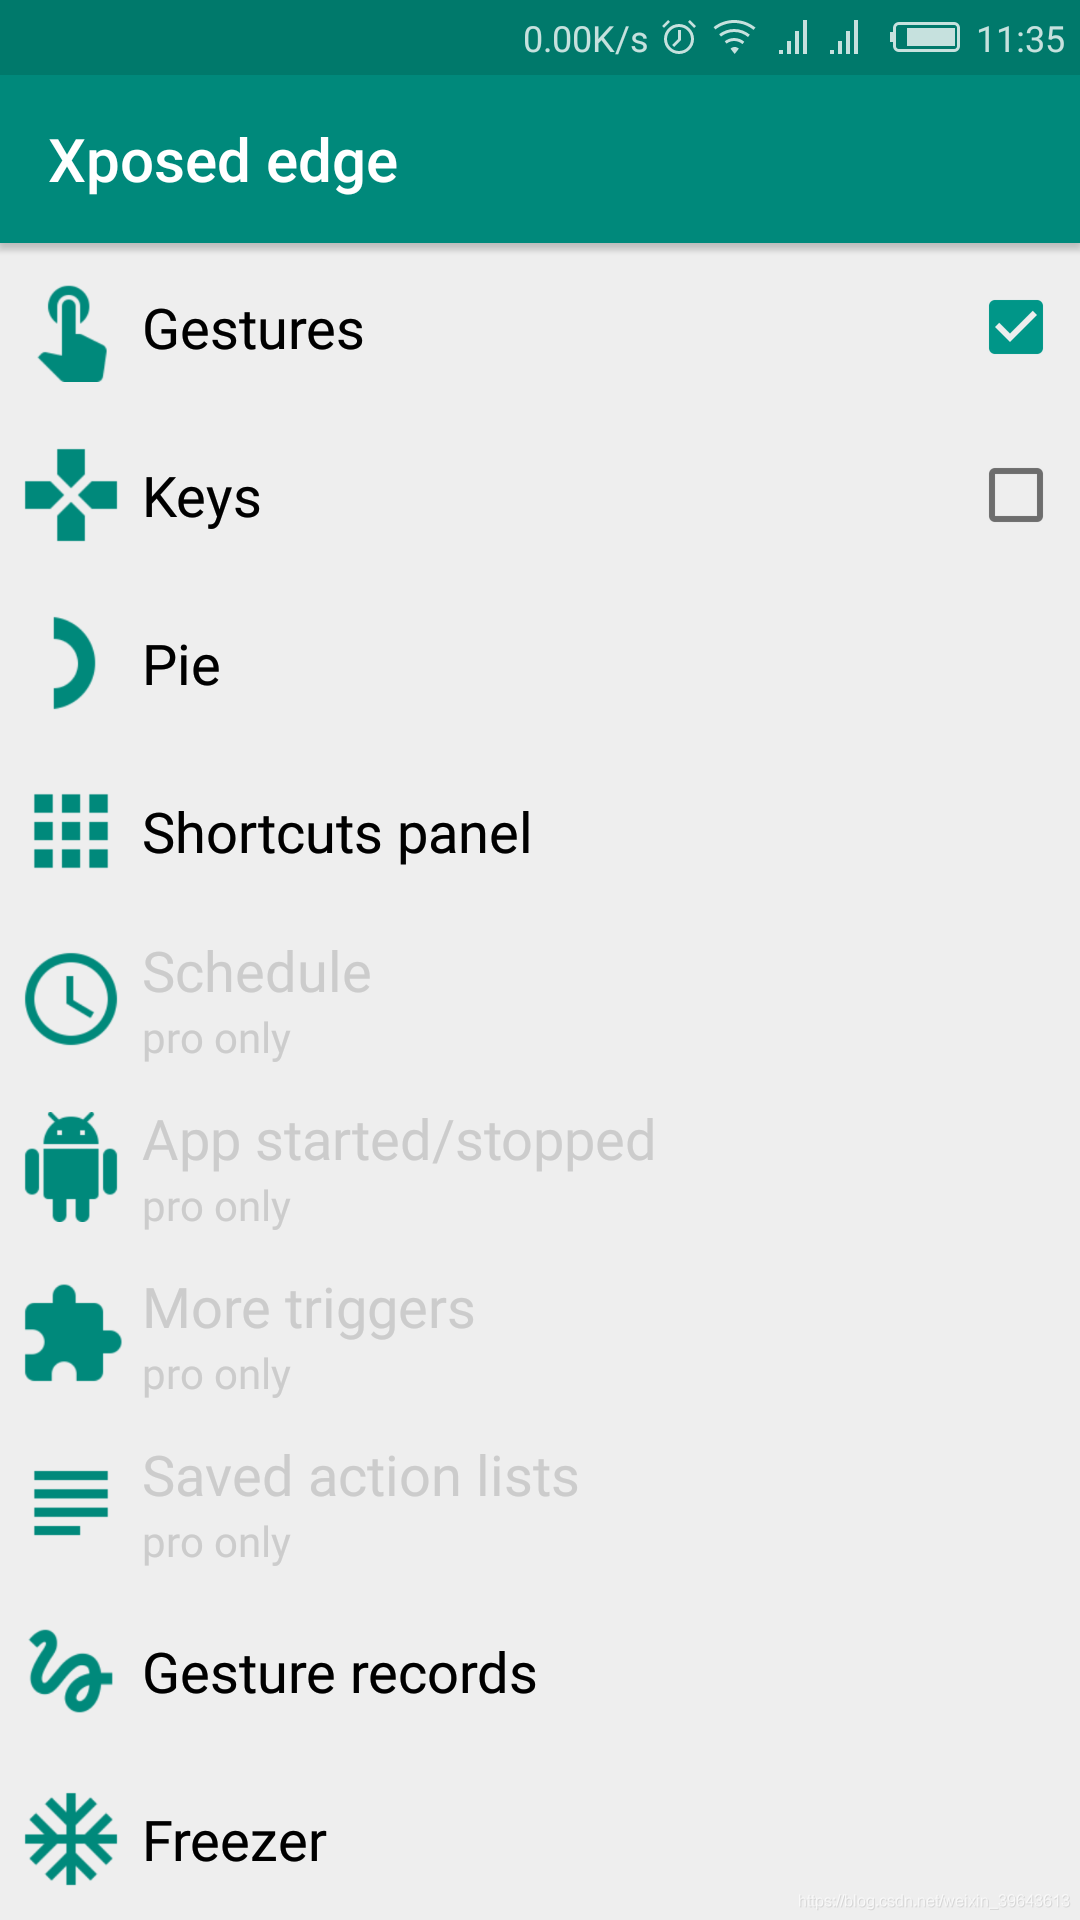 0.00K/s 11:35
Xposed edge
Gestures
Keys
Pie
Shortcuts panel
Schedule
pro only
App started/stopped
pro only
More triggers
pro only
Saved action lists
pro only
Gesture records
Freezer
https://blog.csdn.net/weixin_39643613